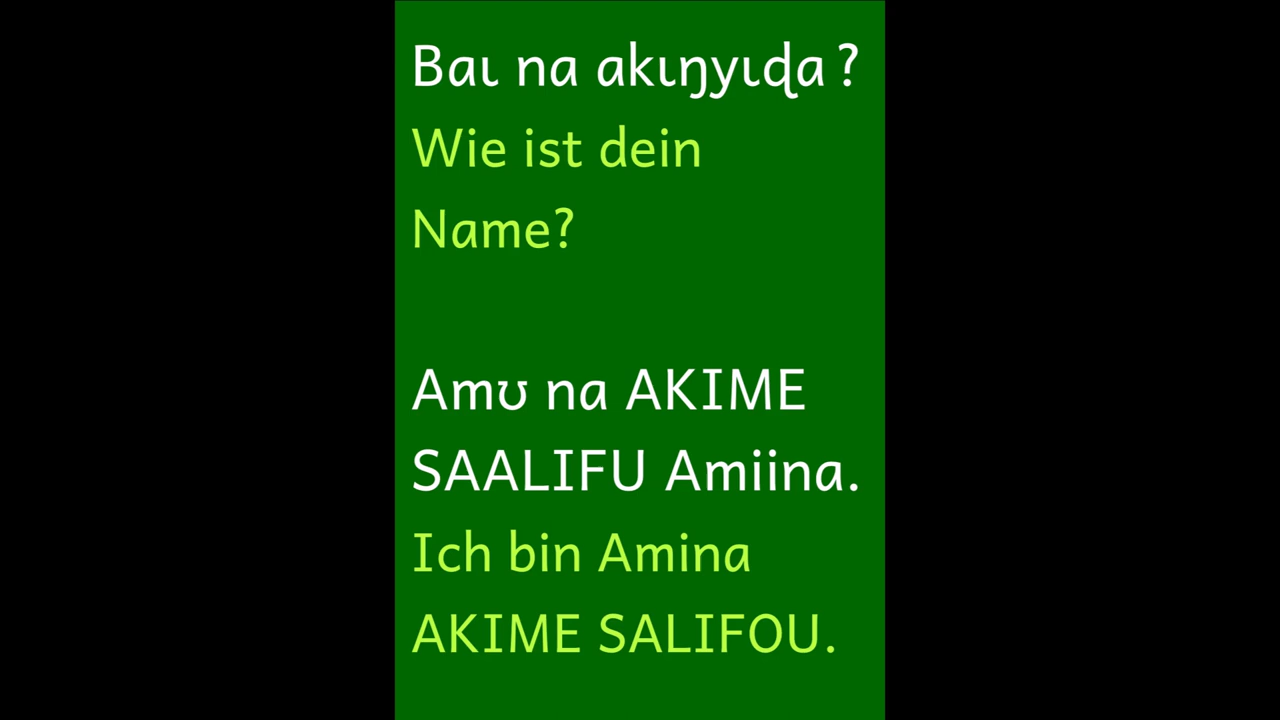 Baɩ na akɩŋyɩɖa ?
Wie ist dein
Name?
Amʊ na AKIME
SAALIFU Amiina.
Ich bin Amina
AKIME SALIFOU.